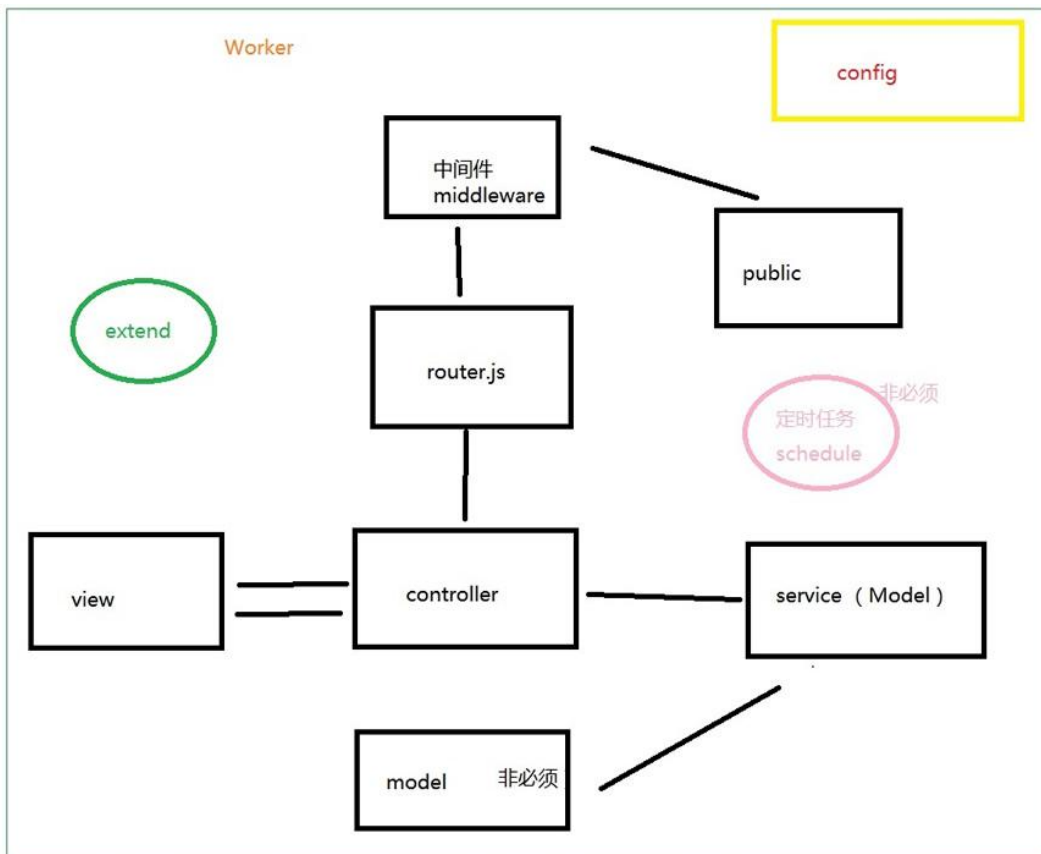 Worker
config
中间件
middleware
public
extend
router.js
非必须
定时任务
schedule
view
controller
service （Model）
model 非必须